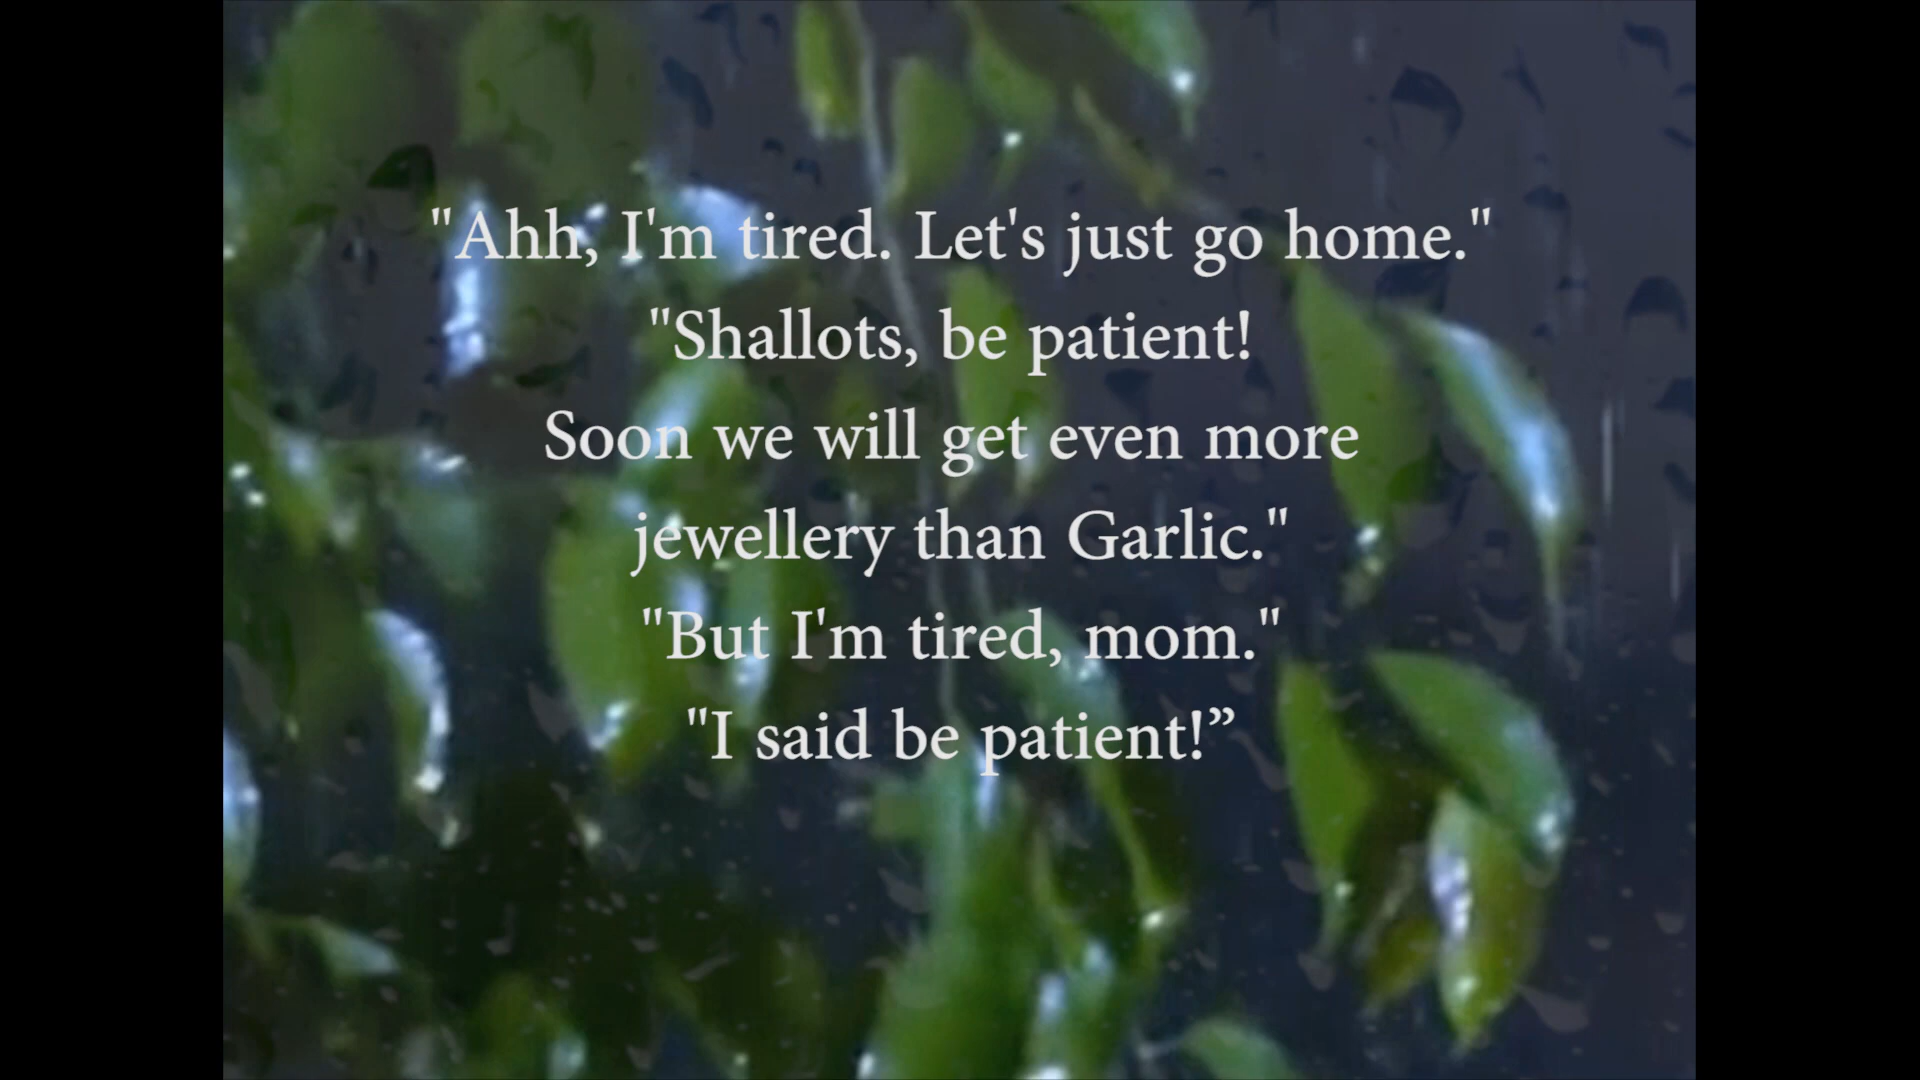 "Ahh, I'm tired. Let's just go home."
"Shallots, be patient!
Soon we will get even more
jewellery than Garlic."
"But I'm tired, mom."
"I said be patient!”